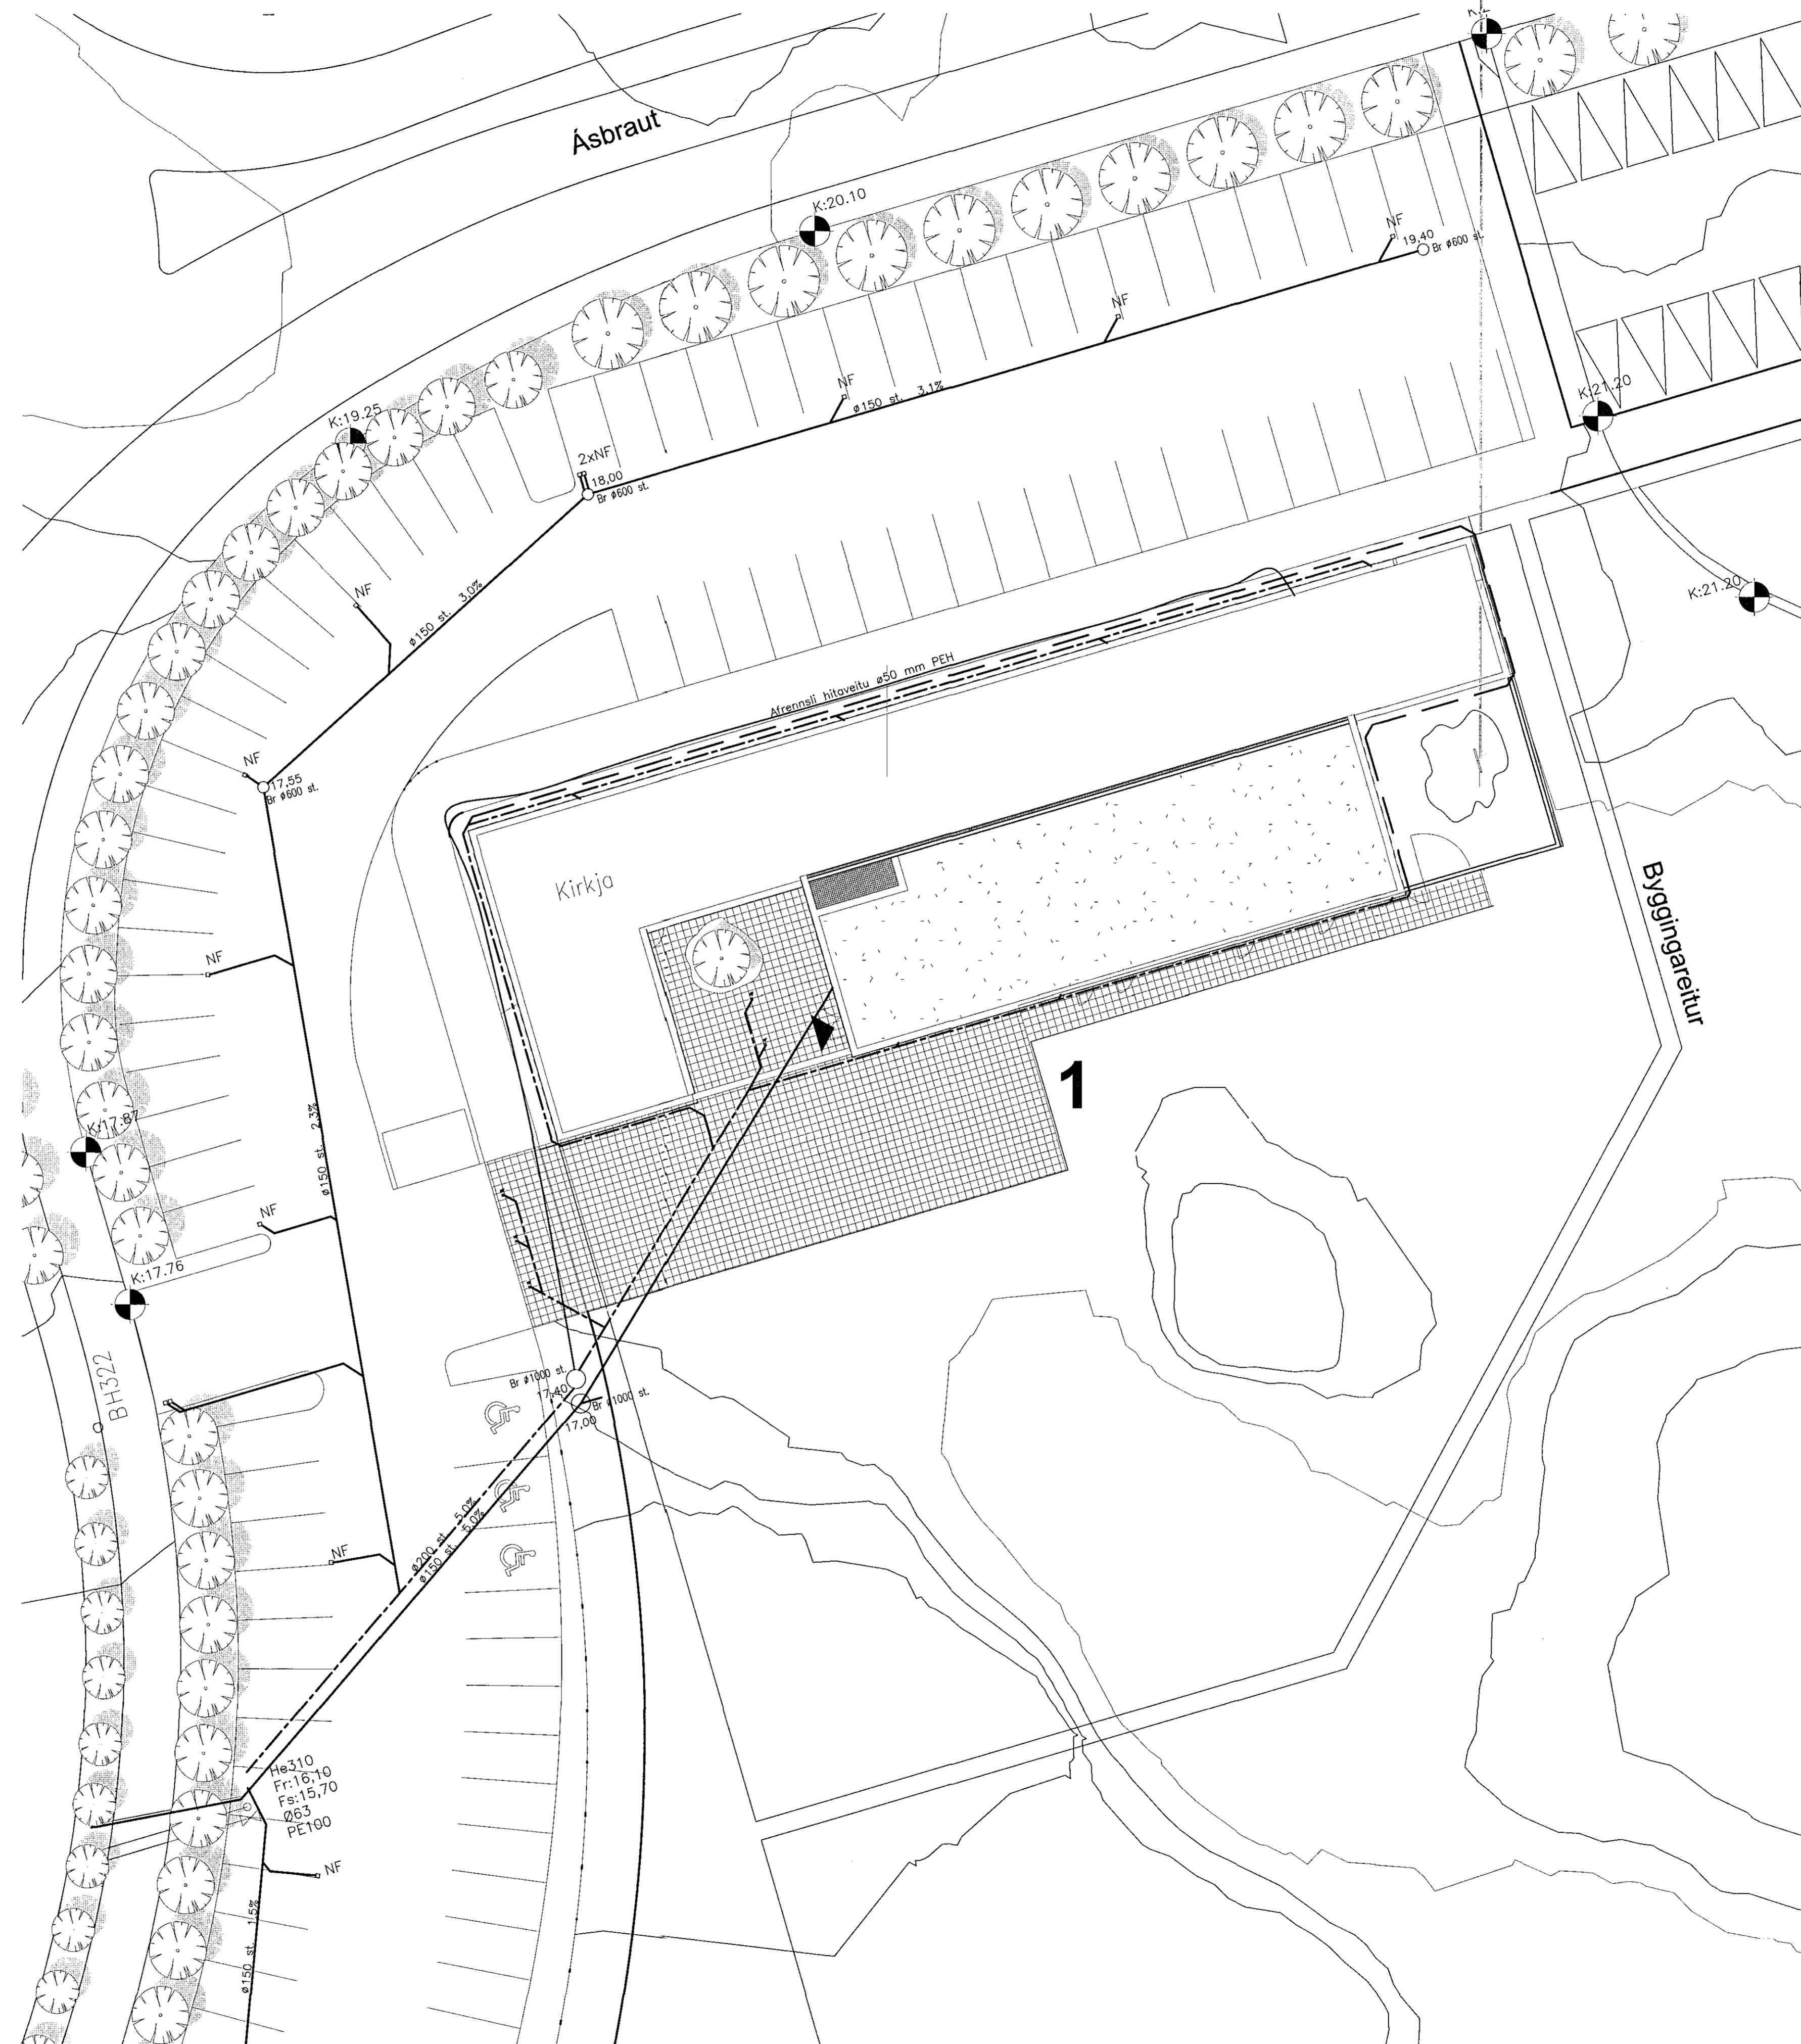 K:2
Ásbraut
K:20.10
NF
19,40
Br ø600 st.
NF
NF
ø150 st. 3,1%
K:21.20
K:19.25
2xNF
18,00
Br ø600 st.
K:21.20
NF
ø150 st. 3,0%
Afrennsli hitaveitu ø50 mm PEH
NF
17,55
Br ø600 st.
Kirkja
Byggingareitur
NF
1
K:17.87
ø150 st. 2,3%
NF
K:17.76
BH322
Br ø1000 st.
17,40
Br ø1000 st.
17,00
ø200 st. 5,0%
ø150 st. 5,0%
NF
He310
Fr:16,10
Fs:15,70
Ø63
PE100
NF
ø150 st. 1,5%